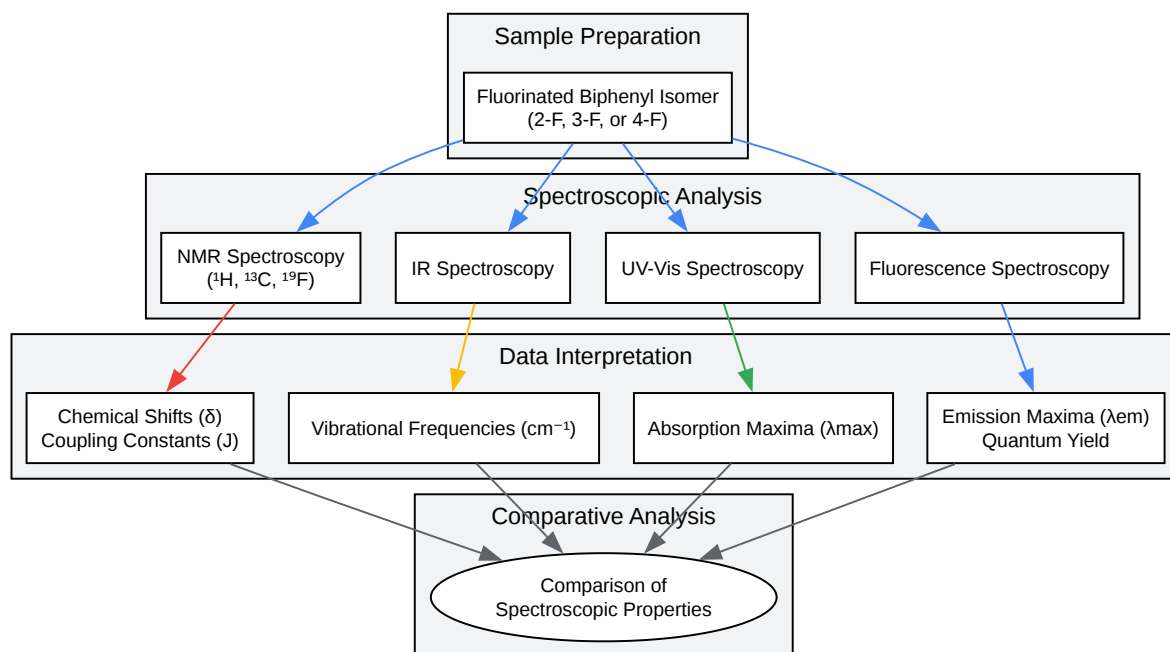 Sample Preparation
Fluorinated Biphenyl Isomer
(2-F, 3-F, or 4-F)
Spectroscopic Analysis
NMR Spectroscopy
(¹H, ¹³C, ¹⁹F)
IR Spectroscopy
UV-Vis Spectroscopy
Fluorescence Spectroscopy
Data Interpretation
Chemical Shifts (δ)
Coupling Constants (J)
Vibrational Frequencies (cm⁻¹)
Absorption Maxima (λmax)
Emission Maxima (λem)
Quantum Yield
Comparative Analysis
Comparison of
Spectroscopic Properties